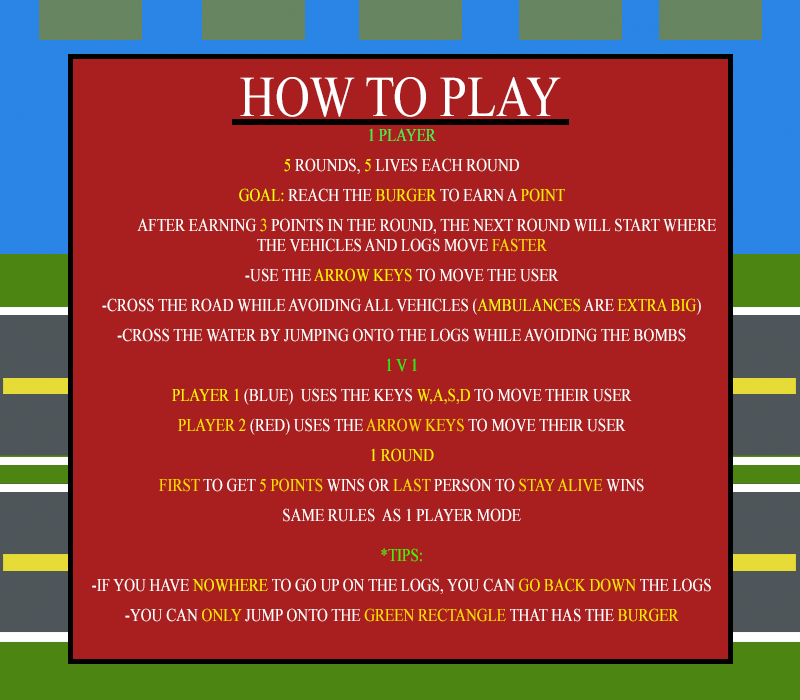 HOW TO PLAY
1 PLAYER
5 ROUNDS, 5 LIVES EACH ROUND
GOAL: REACH THE BURGER TO EARN A POINT
AFTER EARNING 3 POINTS IN THE ROUND, THE NEXT ROUND WILL START WHERE
THE VEHICLES AND LOGS MOVE FASTER
-USE THE ARROW KEYS TO MOVE THE USER
-CROSS THE ROAD WHILE AVOIDING ALL VEHICLES (AMBULANCES ARE EXTRA BIG)
-CROSS THE WATER BY JUMPING ONTO THE LOGS WHILE AVOIDING THE BOMBS
1 V 1
PLAYER 1 (BLUE)  USES THE KEYS W,A,S,D TO MOVE THEIR USER
PLAYER 2 (RED) USES THE ARROW KEYS TO MOVE THEIR USER
1 ROUND
FIRST TO GET 5 POINTS WINS OR LAST PERSON TO STAY ALIVE WINS
SAME RULES  AS 1 PLAYER MODE
*TIPS:
-IF YOU HAVE NOWHERE TO GO UP ON THE LOGS, YOU CAN GO BACK DOWN THE LOGS
-YOU CAN ONLY JUMP ONTO THE GREEN RECTANGLE THAT HAS THE BURGER